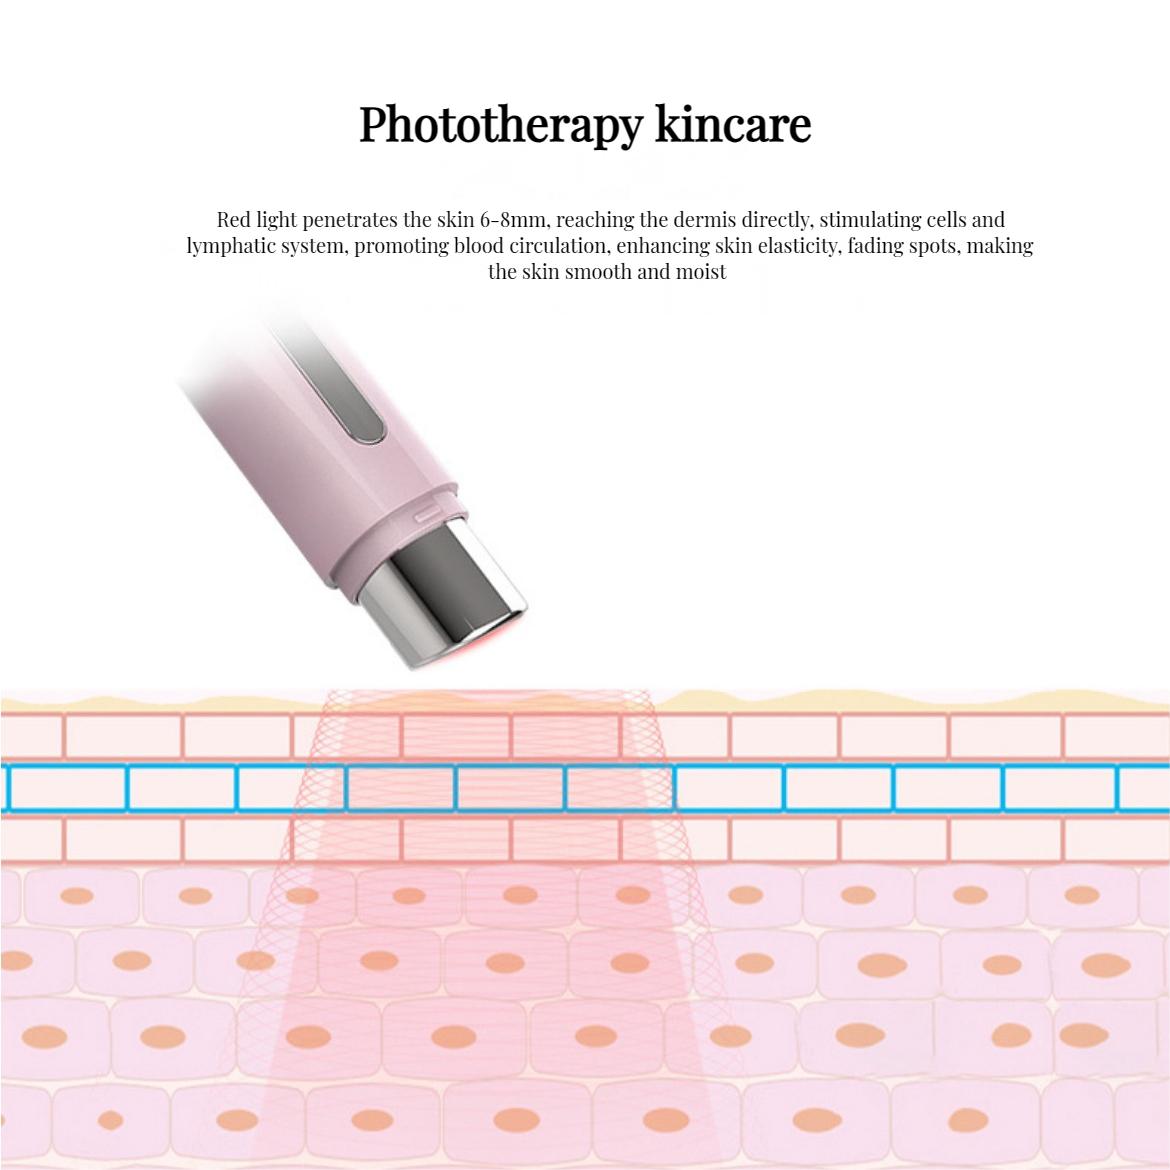 Phototherapy kincare
Red light penetrates the skin 6-8mm, reaching the dermis directly, stimulating cells and
lymphatic system, promoting blood circulation, enhancing skin elasticity, fading spots, making
the skin smooth and moist